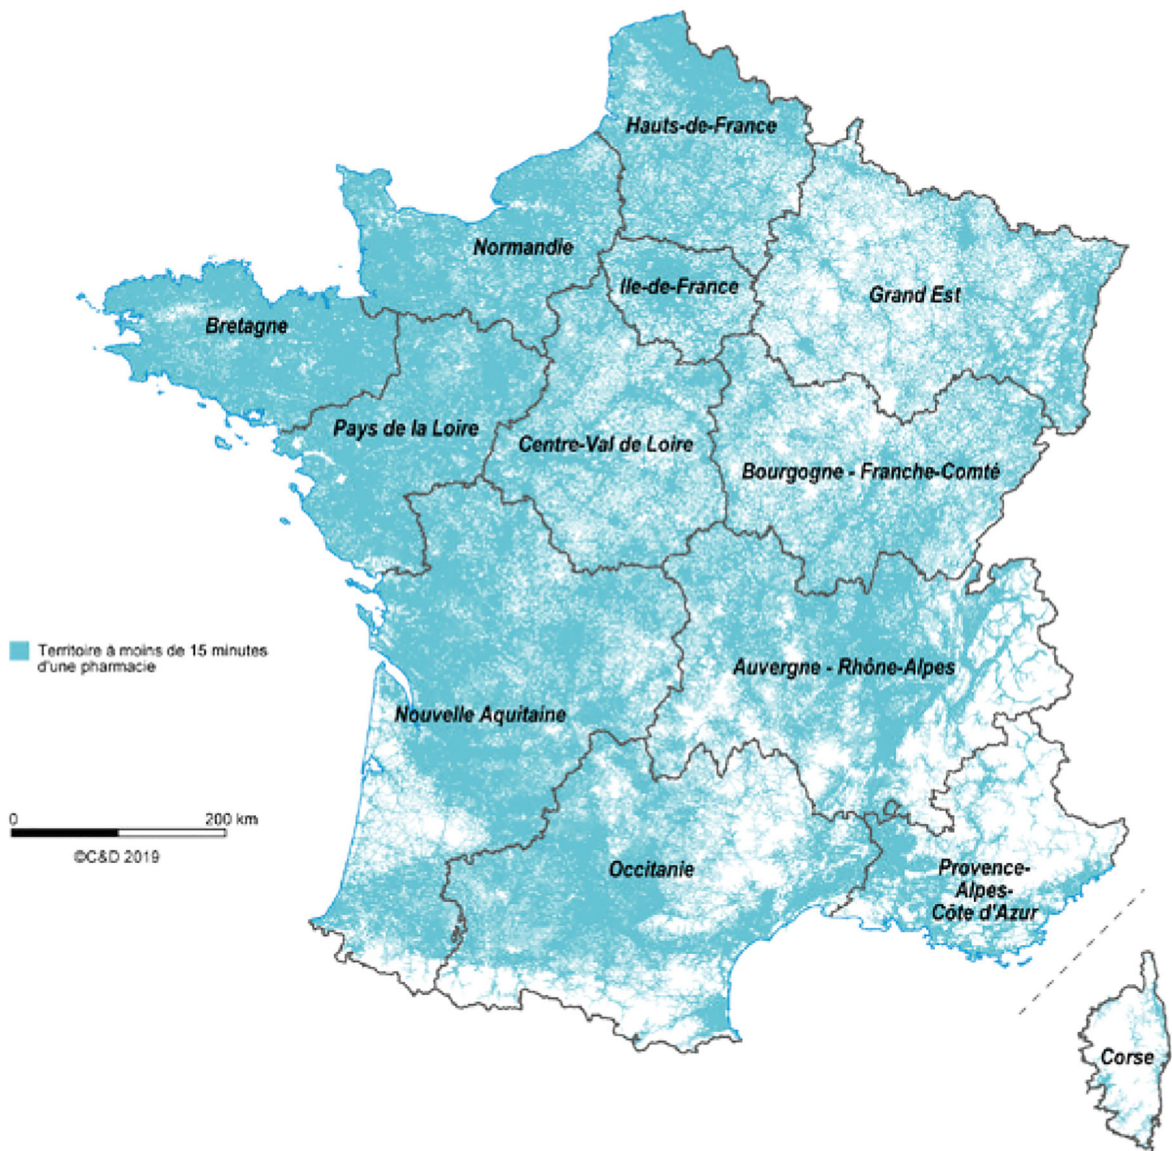 Hauts-de-France
Normandie
Ile-de-France
Grand Est
Bretagne
Pays de la Loire
Centre-Val de Loire
Bourgogne - Franche-Comté
Territoire à moins de 15 minutes
d'une pharmacie
Auvergne - Rhône-Alpes
Nouvelle Aquitaine
0 200 km
©C&D 2019
Occitanie
Provence-
Alpes-
Côte d'Azur
Corse